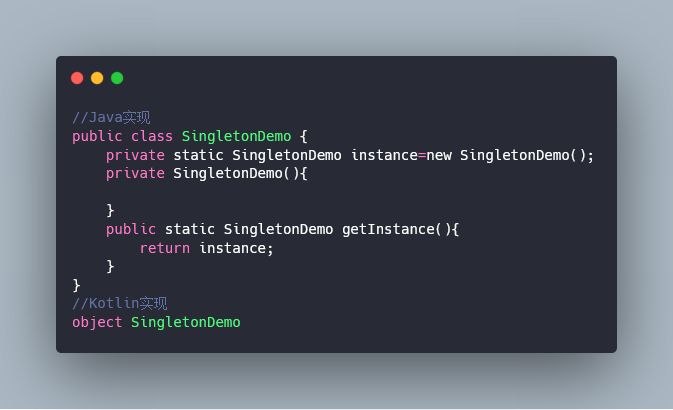 //Java实现
public class SingletonDemo {
    private static SingletonDemo instance=new SingletonDemo();
    private SingletonDemo(){

    }
    public static SingletonDemo getInstance(){
        return instance;
    }
}
//Kotlin实现
object SingletonDemo